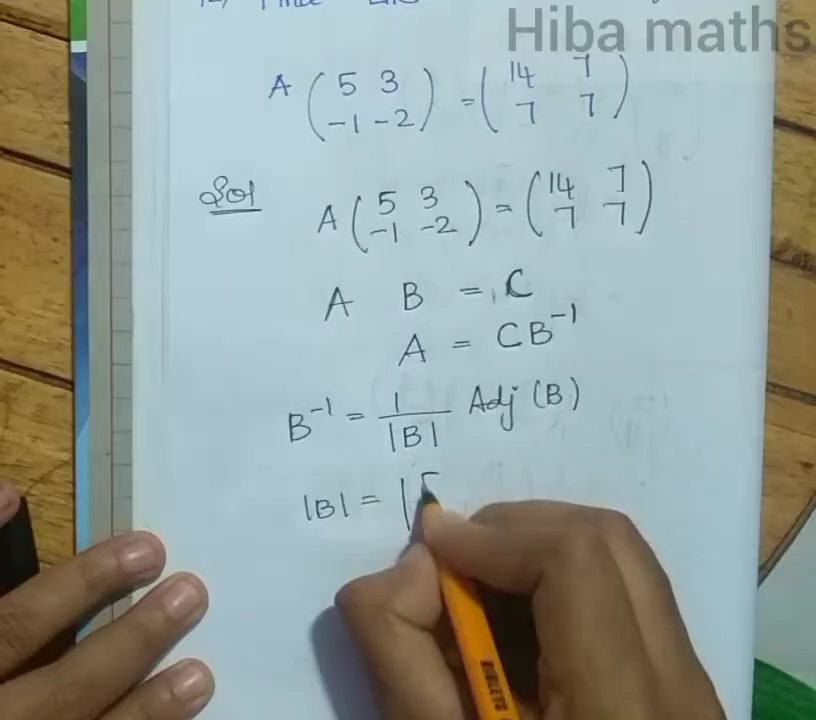 Hiba maths
A ( 5 3 ) = ( 14 7 )
( -1 -2 ) ( 7 7 )
Sol
A ( 5 3 ) = ( 14 7 )
( -1 -2 ) ( 7 7 )
A B = C
A = CB⁻¹
B⁻¹ = 1/|B| Adj (B)
|B| = |